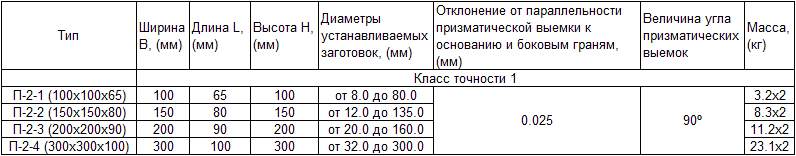 Тип
Ширина B, (мм)
Длина L, (мм)
Высота H, (мм)
Диаметры устанавливаемых заготовок, (мм)
Отклонение от параллельности призматической выемки к основанию и боковым граням, (мм)
Величина угла призматических выемок
Масса, (кг)
Класс точности 1
П-2-1 (100x100x65) 100 65 100 от 8.0 до 80.0 0.025 90º 3.2x2
П-2-2 (150x150x80) 150 80 150 от 12.0 до 135.0 8.3x2
П-2-3 (200x200x90) 200 90 200 от 20.0 до 160.0 11.2x2
П-2-4 (300x300x100) 300 100 300 от 32.0 до 300.0 23.1x2